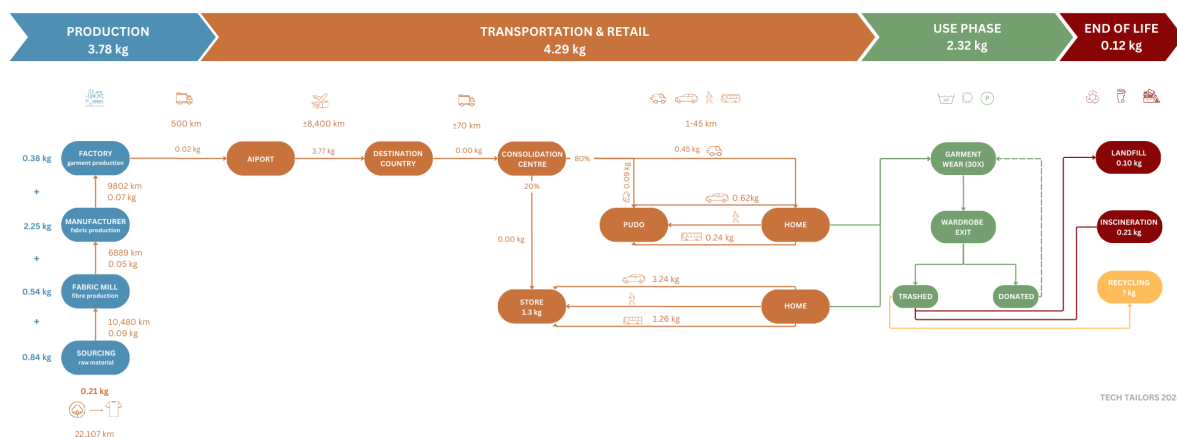 PRODUCTION
3.78 kg
TRANSPORTATION & RETAIL
4.29 kg
USE PHASE
2.32 kg
END OF LIFE
0.12 kg
500 km
±8,400 km
±70 km
1-45 km
P
0.38 kg
FACTORY
garment production
0.02 kg
AIPORT
3.77 kg
DESTINATION
COUNTRY
0.00 kg
CONSOLIDATION
CENTRE
80%
20%
0.45 kg
0.09 kg
GARMENT
WEAR (30X)
LANDFILL
0.10 kg
+
9802 km
0.07 kg
2.25 kg
MANUFACTURER
fabric production
0.00 kg
PUDO
0.62kg
0.24 kg
HOME
WARDROBE
EXIT
INSCINERATION
0.21 kg
+
6889 km
0.05 kg
0.54 kg
FABRIC MILL
fibre production
STORE
1.3 kg
3.24 kg
1.26 kg
HOME
TRASHED
DONATED
RECYCLING
? kg
+
10,480 km
0.09 kg
0.84 kg
SOURCING
raw material
0.21 kg
22,107 km
TECH TAILORS 202